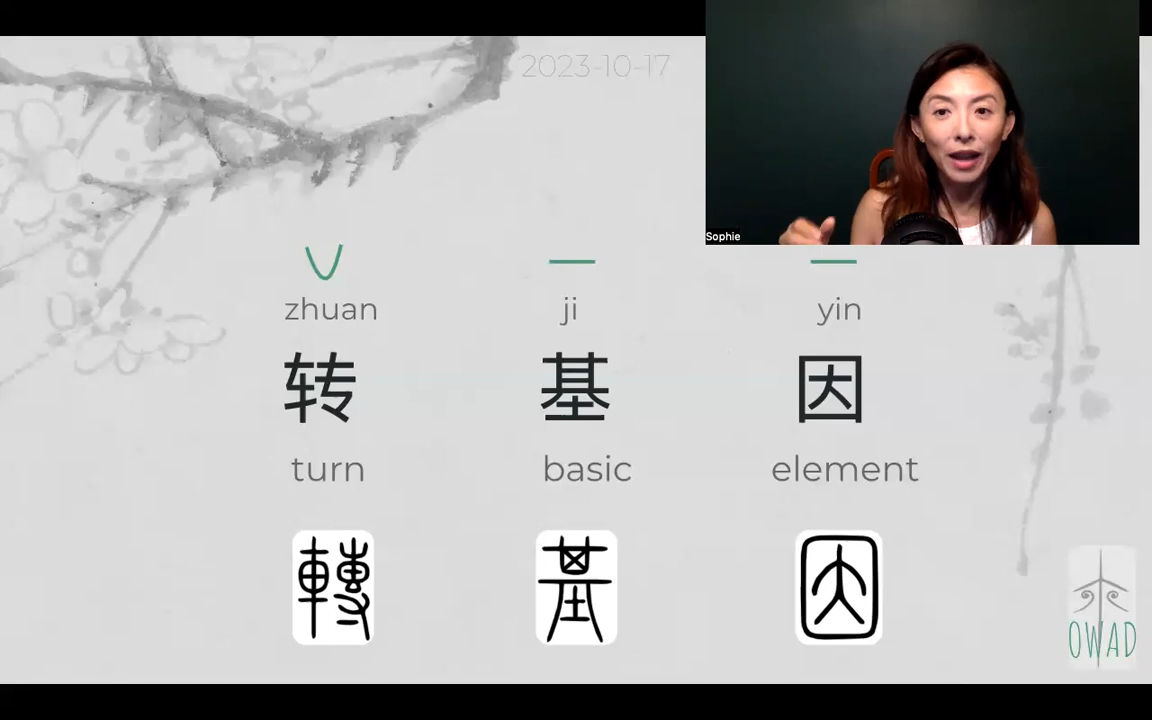 2023-10-17
Sophie
zhuan ji yin
转 基 因
turn basic element
轉 基 因
OWAD